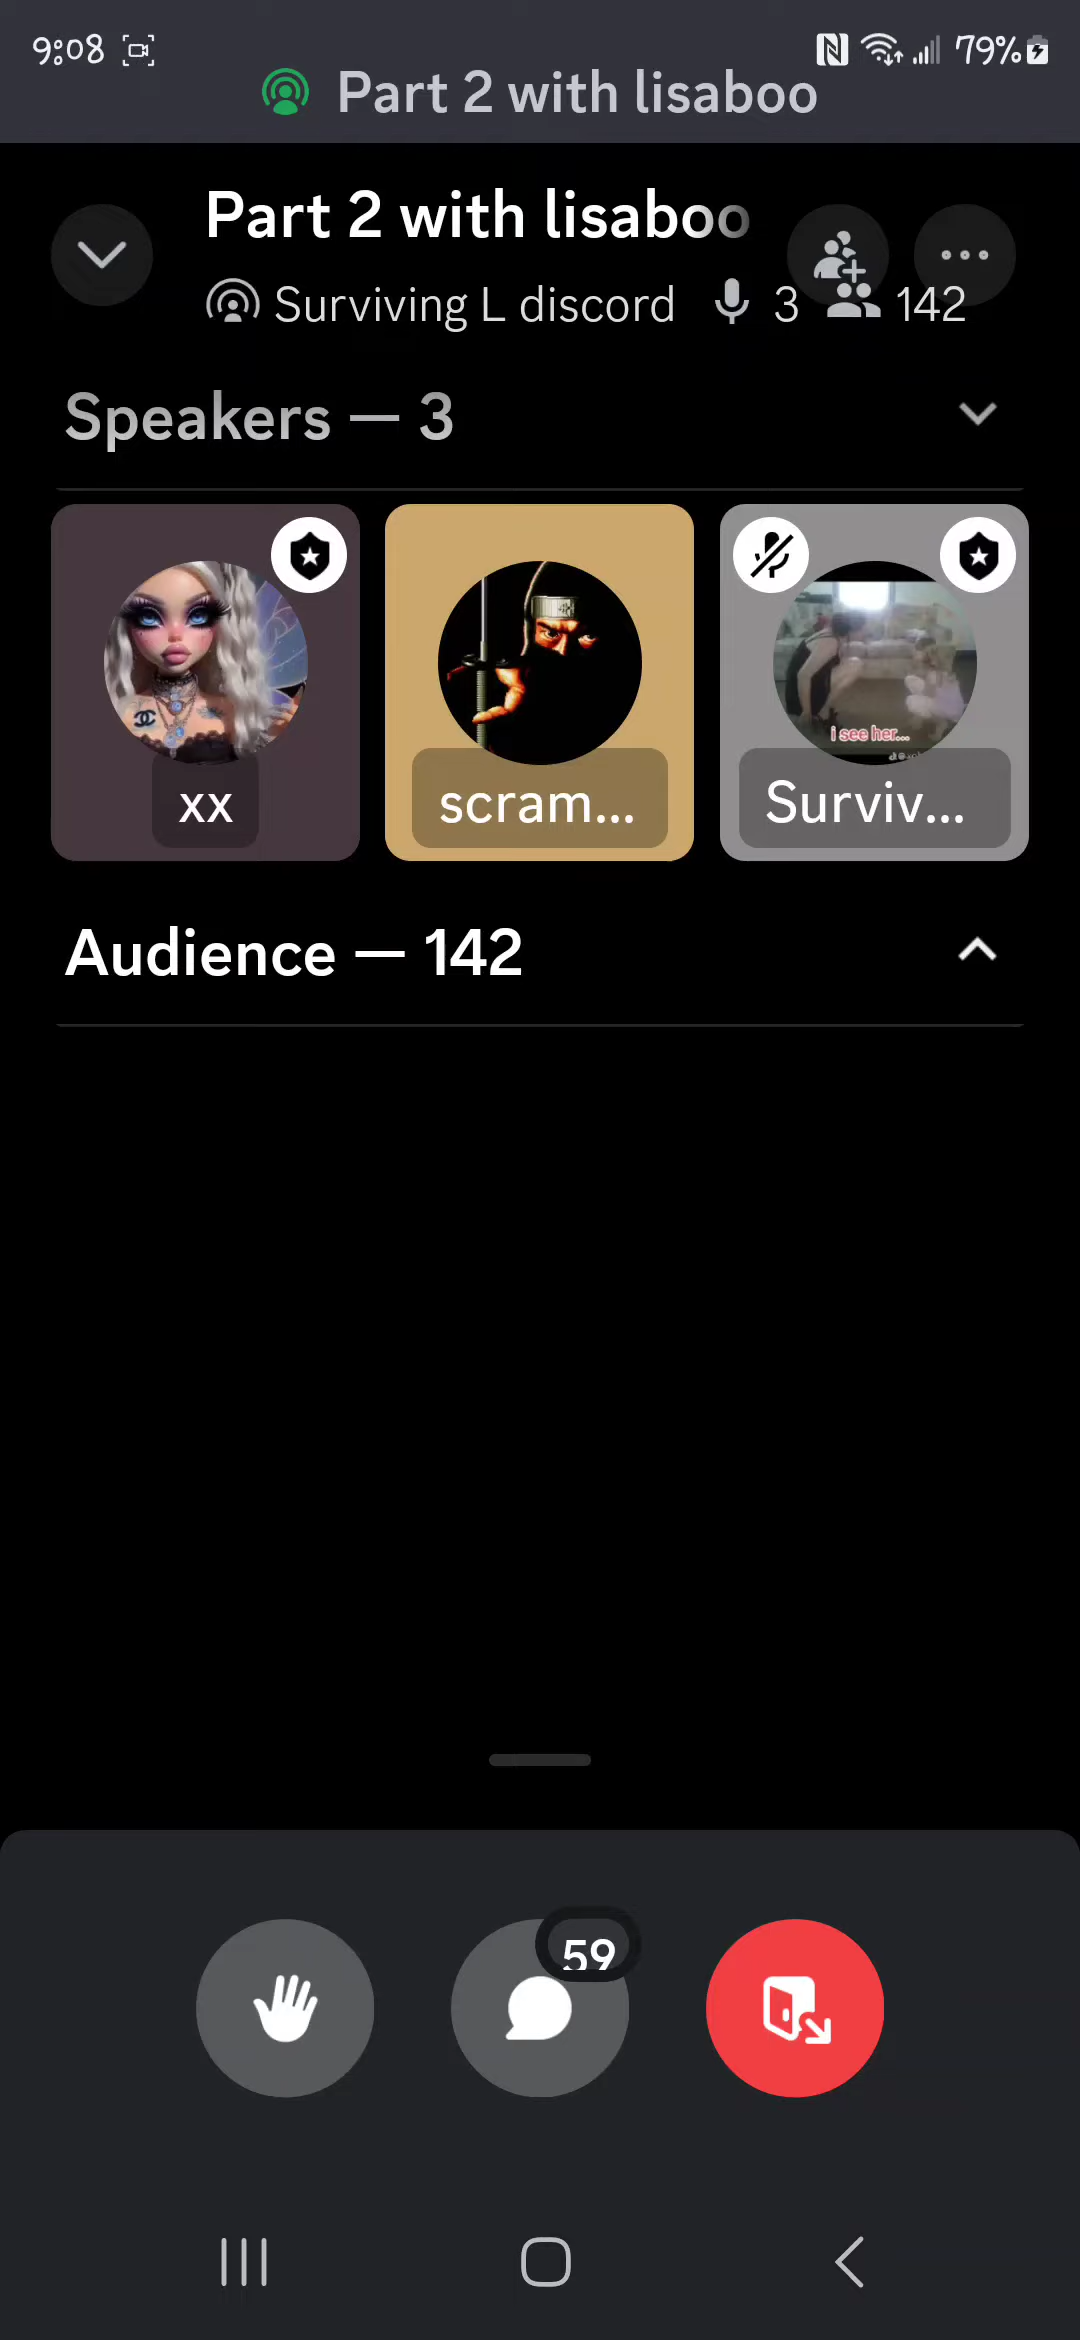 9:08 79%
Part 2 with lisaboo
Part 2 with lisaboo
Surviving L discord 3 142
Speakers — 3
i see her...
xx
scram...
Surviv...
Audience — 142
59